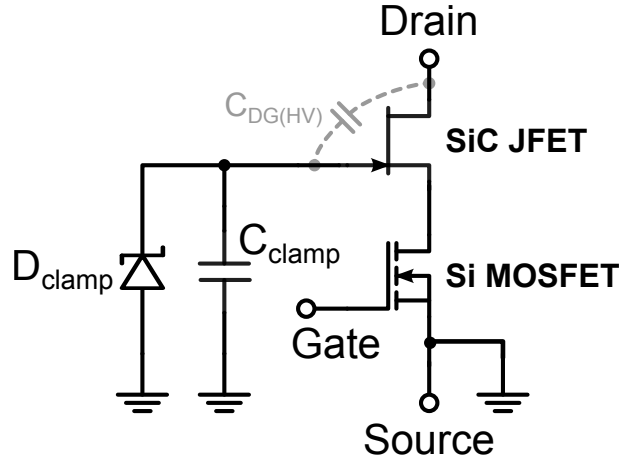 Drain
C_DG(HV)
SiC JFET
C_clamp
D_clamp
Si MOSFET
Gate
Source